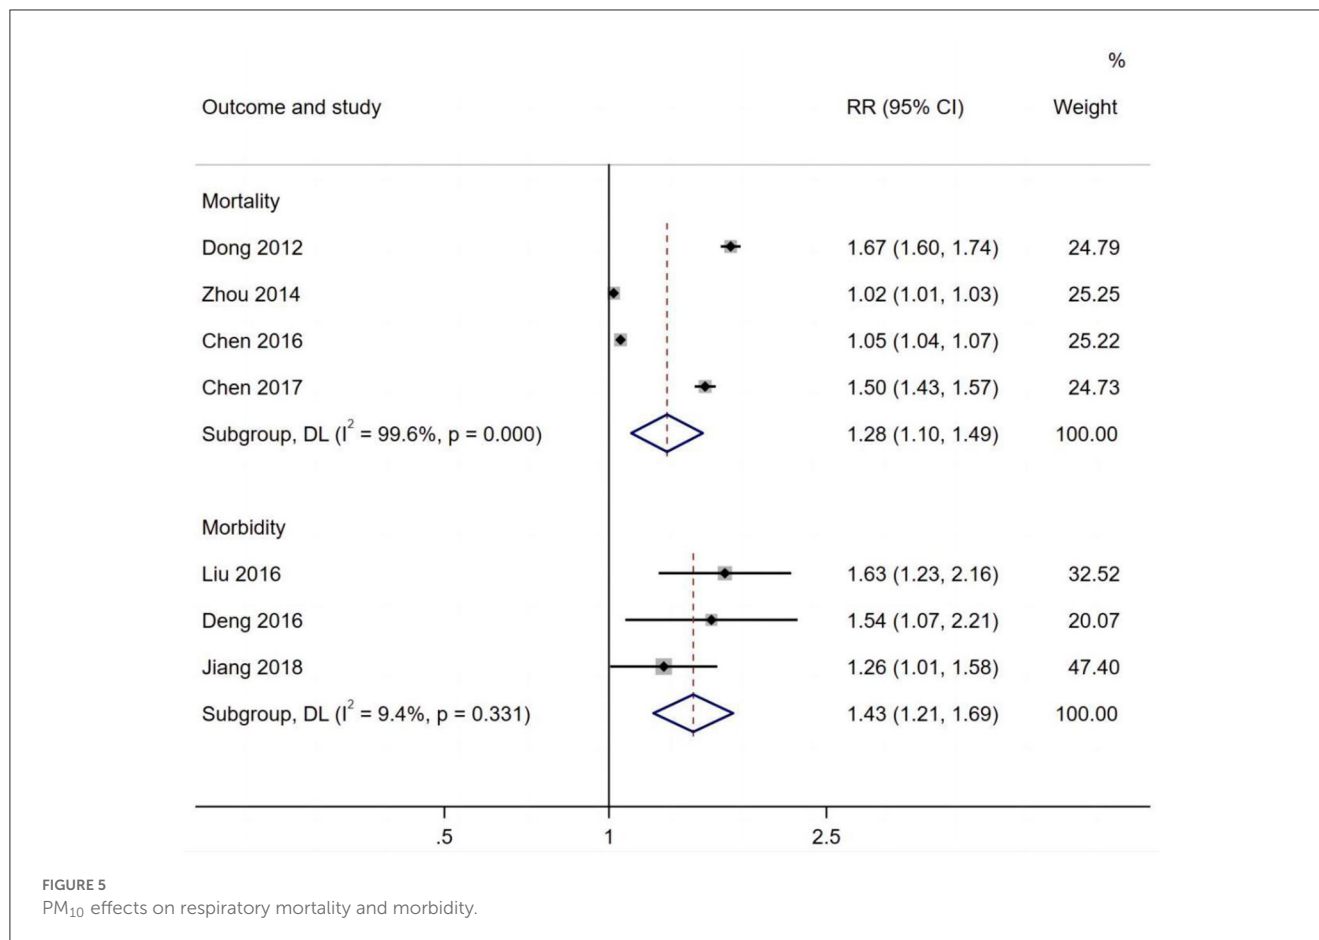 %
Outcome and study RR (95% CI) Weight
Mortality
Dong 2012 1.67 (1.60, 1.74) 24.79
Zhou 2014 1.02 (1.01, 1.03) 25.25
Chen 2016 1.05 (1.04, 1.07) 25.22
Chen 2017 1.50 (1.43, 1.57) 24.73
Subgroup, DL (I² = 99.6%, p = 0.000) 1.28 (1.10, 1.49) 100.00
Morbidity
Liu 2016 1.63 (1.23, 2.16) 32.52
Deng 2016 1.54 (1.07, 2.21) 20.07
Jiang 2018 1.26 (1.01, 1.58) 47.40
Subgroup, DL (I² = 9.4%, p = 0.331) 1.43 (1.21, 1.69) 100.00
.5 1 2.5
FIGURE 5
PM₁₀ effects on respiratory mortality and morbidity.